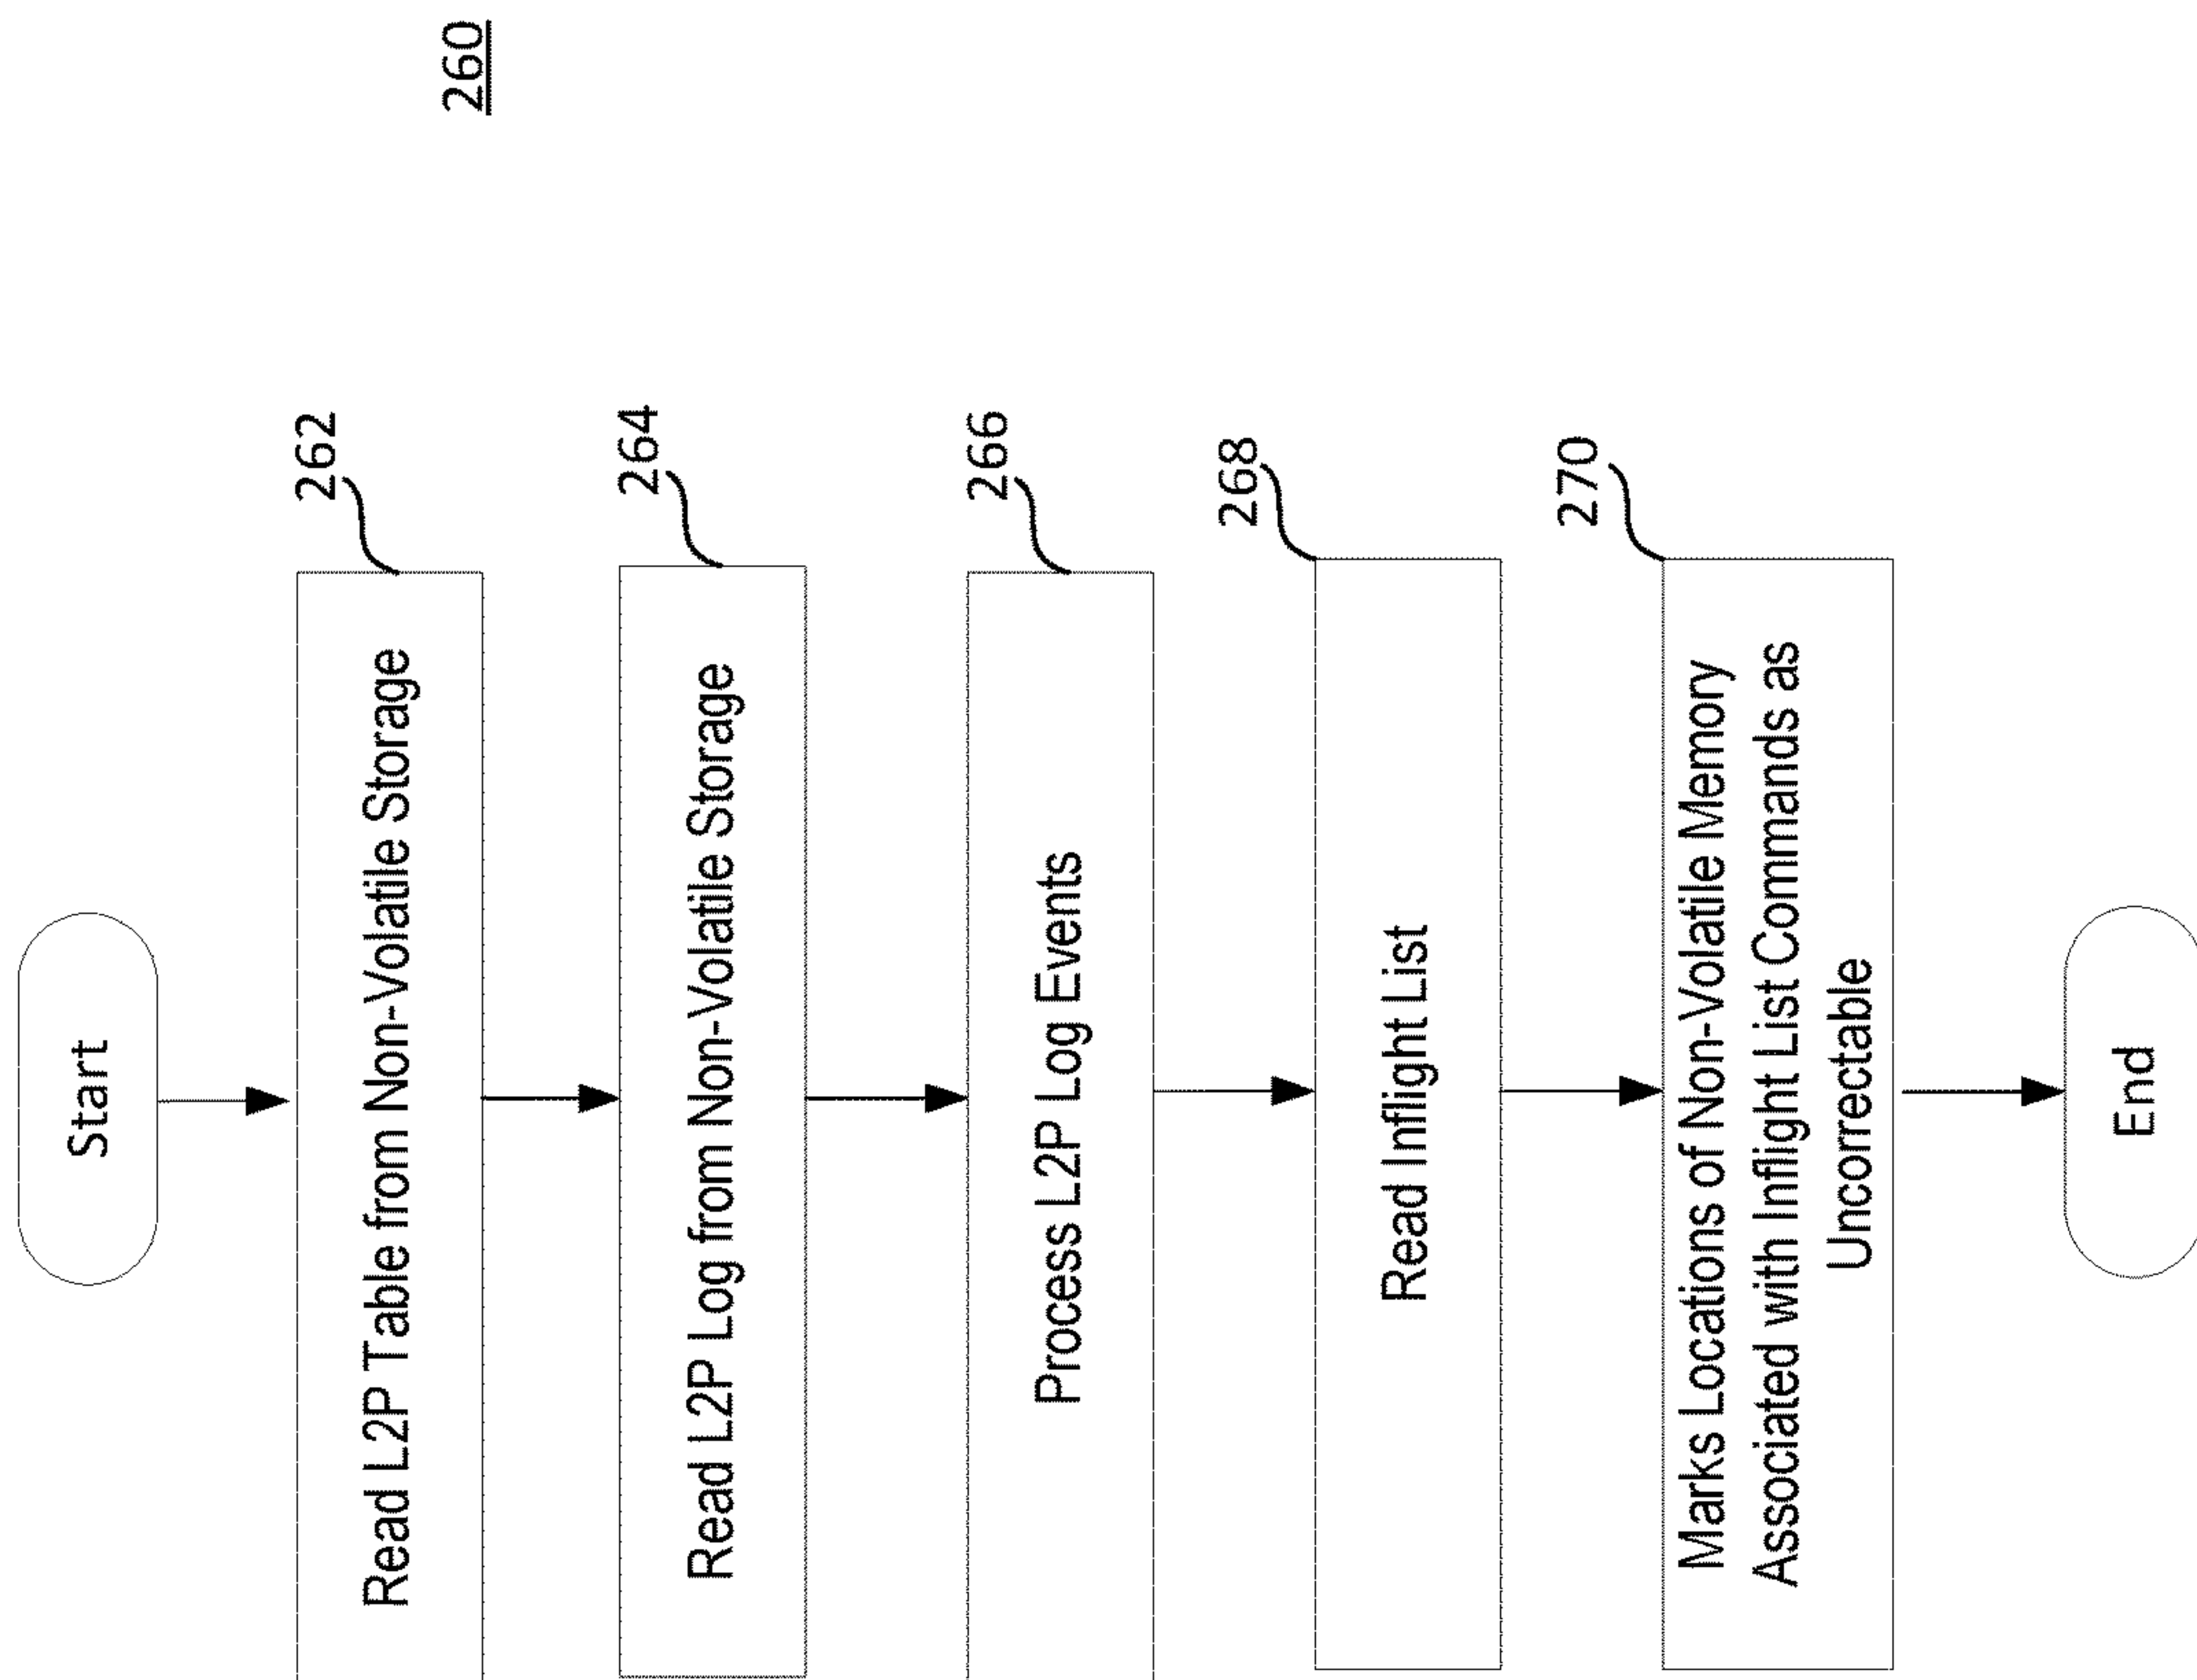 260
Start
262
Read L2P Table from Non-Volatile Storage
264
Read L2P Log from Non-Volatile Storage
266
Process L2P Log Events
268
Read Inflight List
270
Marks Locations of Non-Volatile Memory
Associated with Inflight List Commands as
Uncorrectable
End